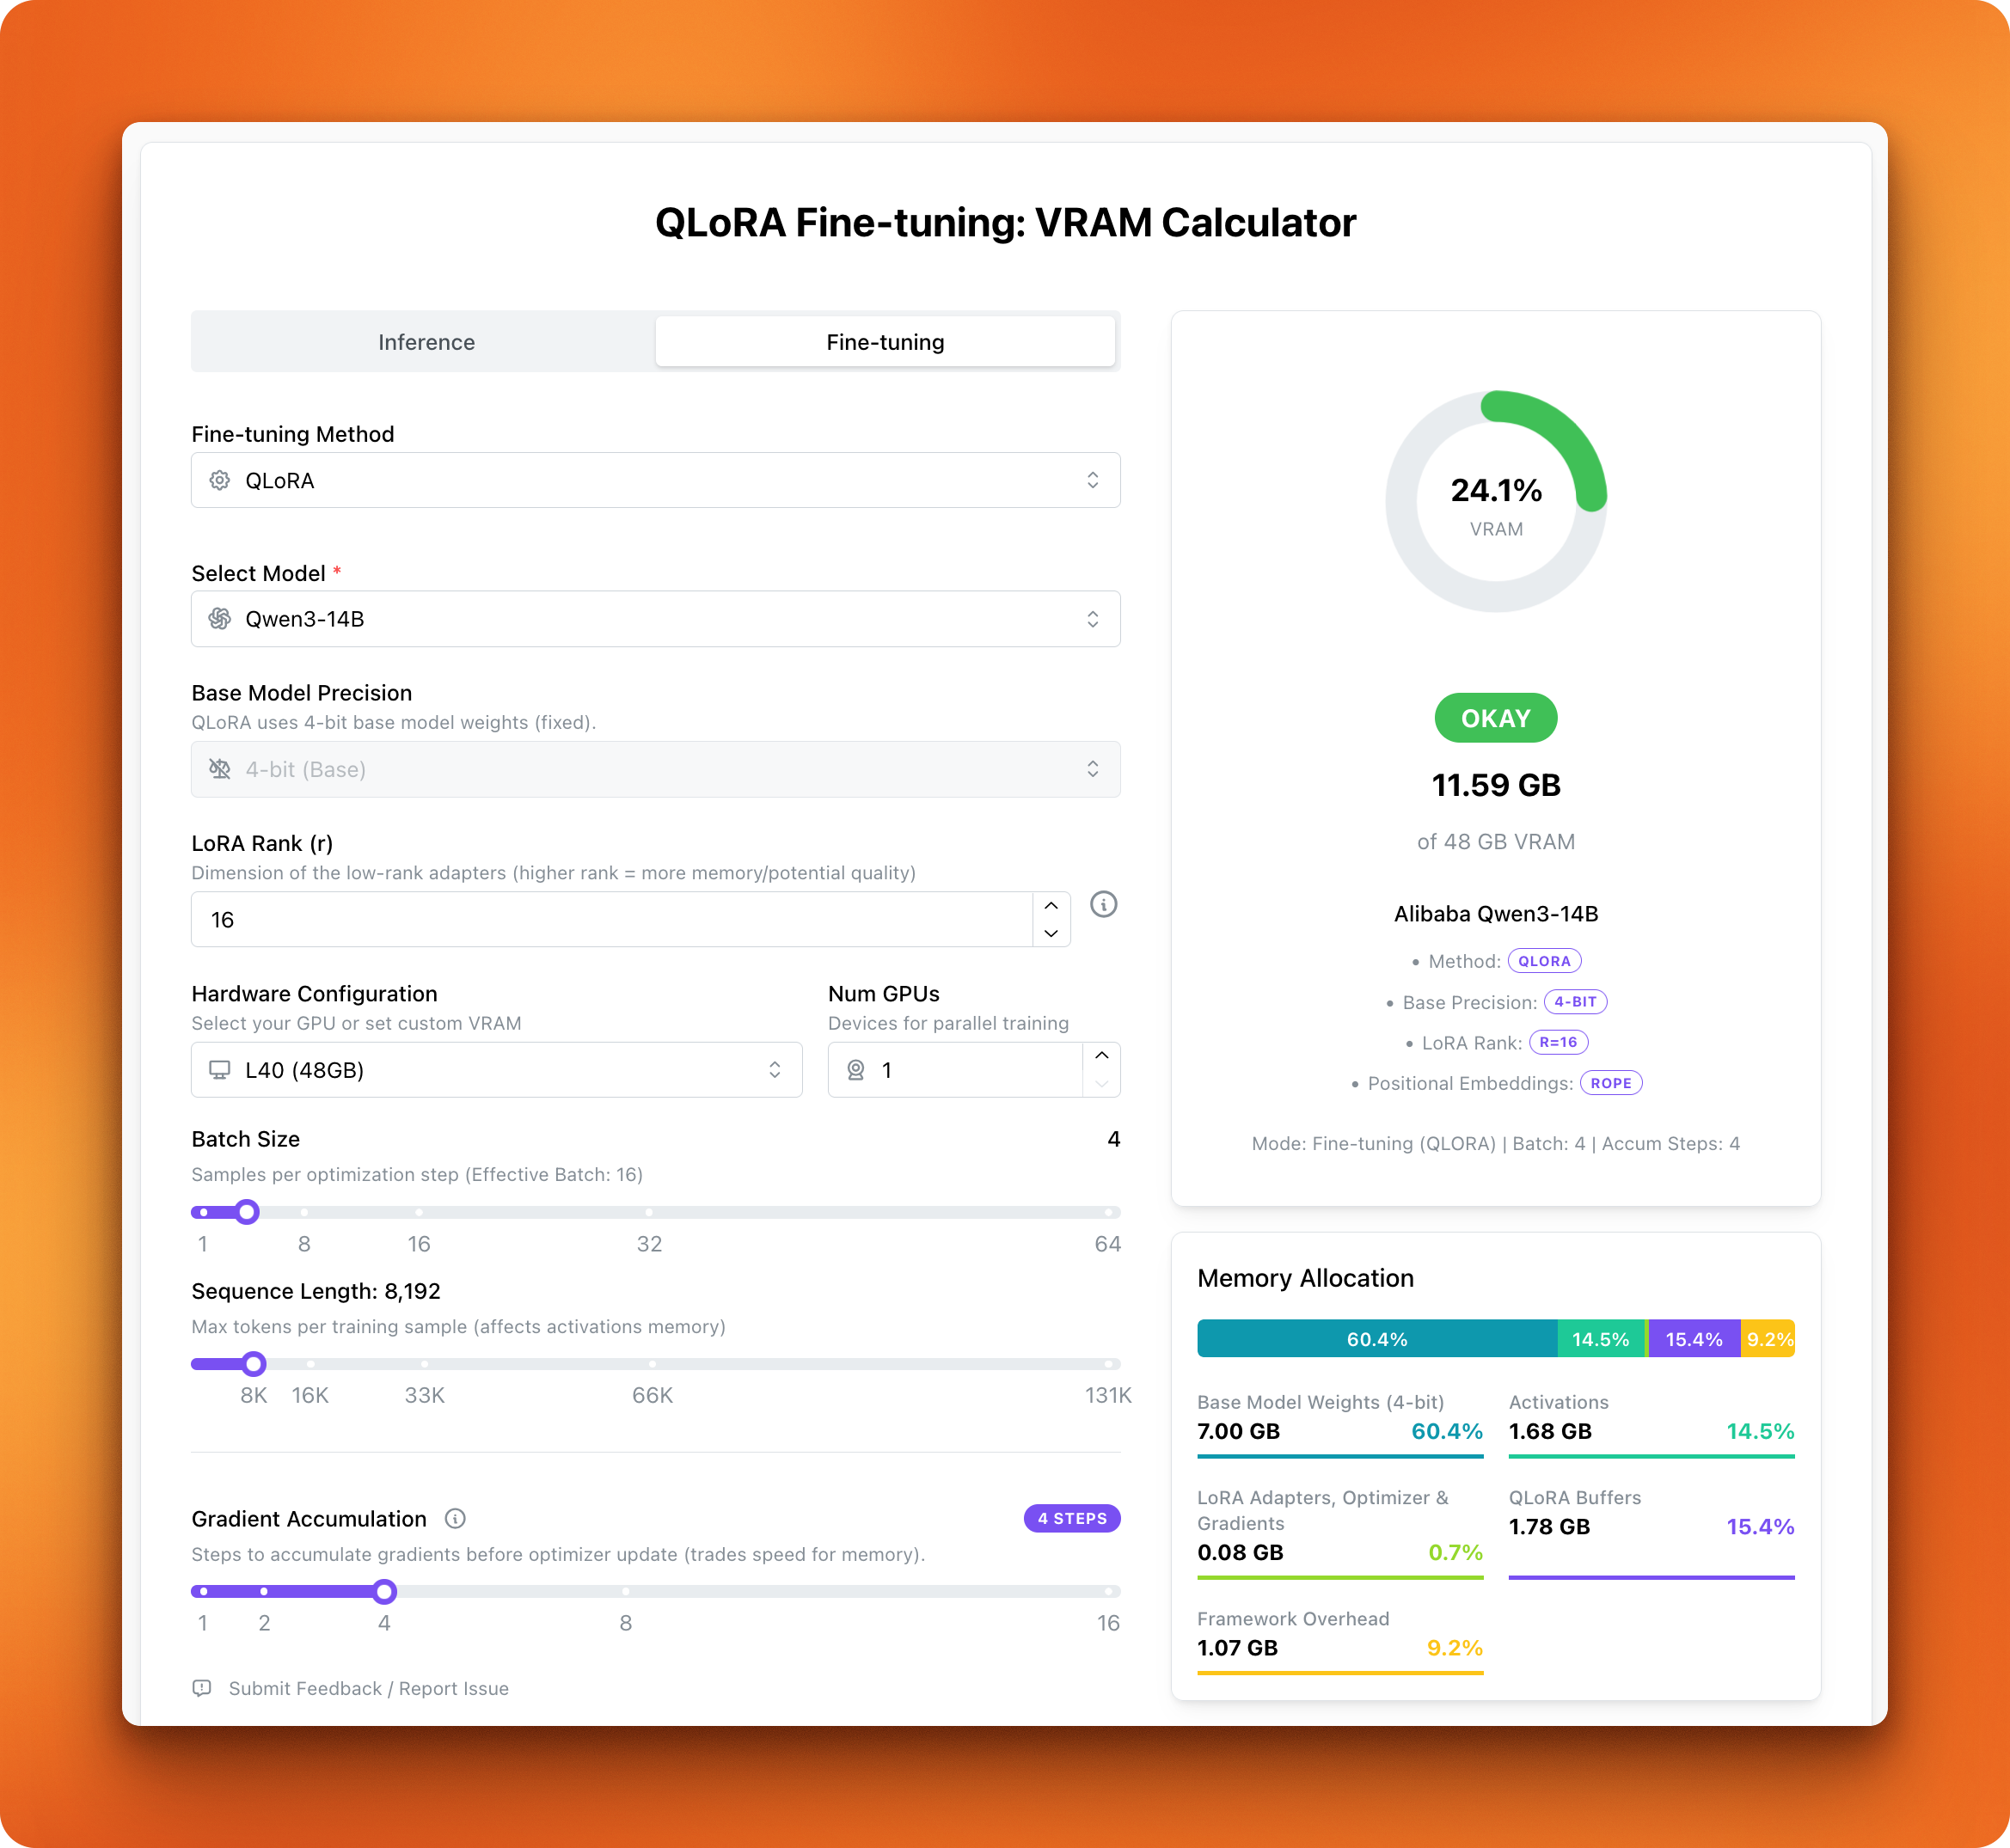 QLoRA Fine-tuning: VRAM Calculator
Inference
Fine-tuning
Fine-tuning Method
QLoRA
Select Model *
Qwen3-14B
Base Model Precision
QLoRA uses 4-bit base model weights (fixed).
4-bit (Base)
LoRA Rank (r)
Dimension of the low-rank adapters (higher rank = more memory/potential quality)
16
Hardware Configuration
Select your GPU or set custom VRAM
L40 (48GB)
Num GPUs
Devices for parallel training
1
Batch Size 4
Samples per optimization step (Effective Batch: 16)
1 8 16 32 64
Sequence Length: 8,192
Max tokens per training sample (affects activations memory)
8K 16K 33K 66K 131K
Gradient Accumulation 4 STEPS
Steps to accumulate gradients before optimizer update (trades speed for memory).
1 2 4 8 16
Submit Feedback / Report Issue
24.1%
VRAM
OKAY
11.59 GB
of 48 GB VRAM
Alibaba Qwen3-14B
• Method: QLORA
• Base Precision: 4-BIT
• LoRA Rank: R=16
• Positional Embeddings: ROPE
Mode: Fine-tuning (QLORA) | Batch: 4 | Accum Steps: 4
Memory Allocation
60.4% 14.5% 15.4% 9.2%
Base Model Weights (4-bit)
7.00 GB 60.4%
Activations
1.68 GB 14.5%
LoRA Adapters, Optimizer &
Gradients
0.08 GB 0.7%
QLoRA Buffers
1.78 GB 15.4%
Framework Overhead
1.07 GB 9.2%